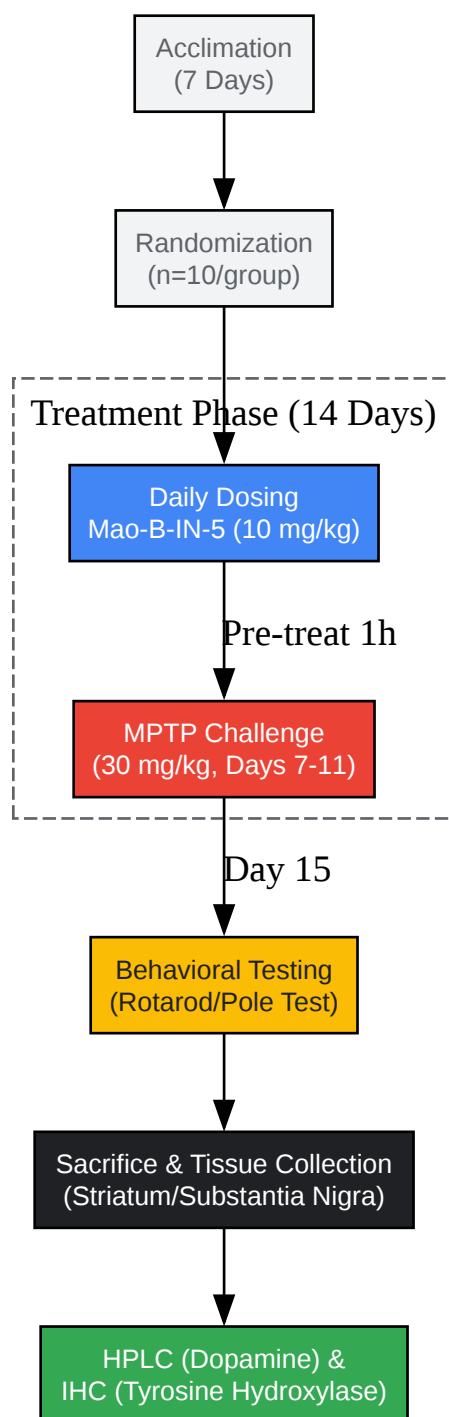 Acclimation
(7 Days)
Randomization
(n=10/group)
Treatment Phase (14 Days)
Daily Dosing
Mao-B-IN-5 (10 mg/kg)
Pre-treat 1h
MPTP Challenge
(30 mg/kg, Days 7-11)
Day 15
Behavioral Testing
(Rotarod/Pole Test)
Sacrifice & Tissue Collection
(Striatum/Substantia Nigra)
HPLC (Dopamine) &
IHC (Tyrosine Hydroxylase)